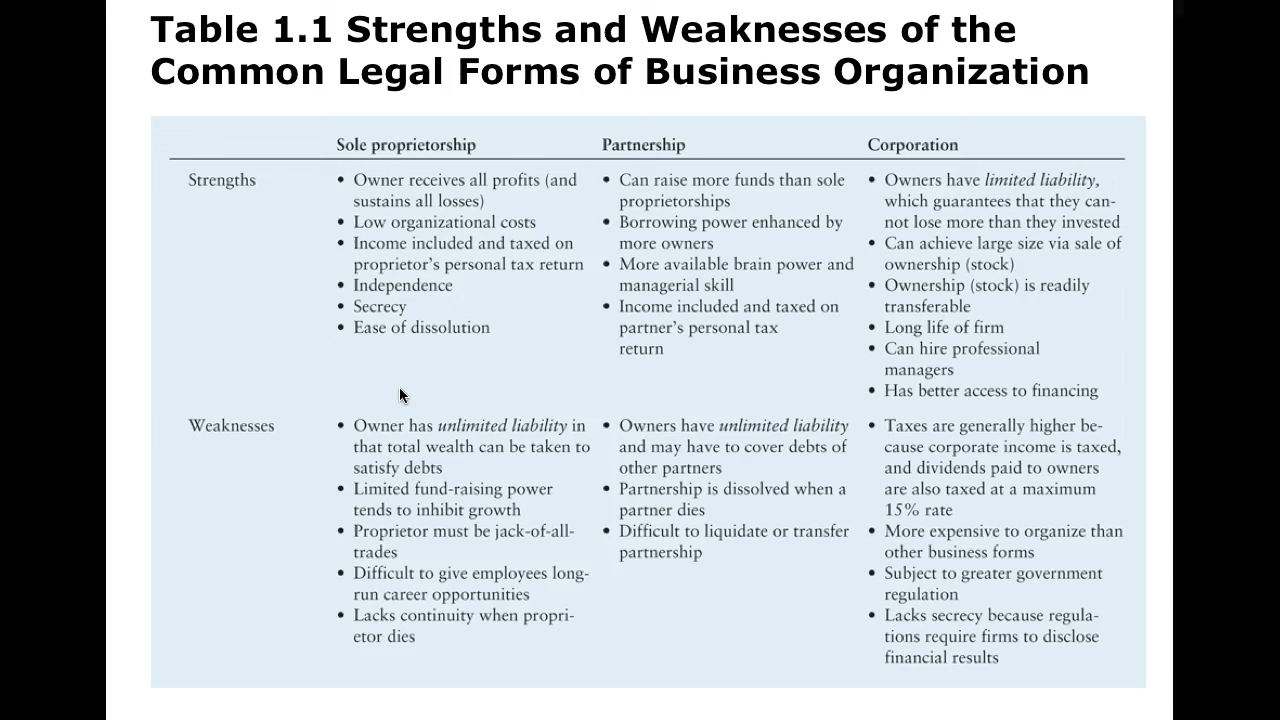 Table 1.1 Strengths and Weaknesses of the
Common Legal Forms of Business Organization
Sole proprietorship
Partnership
Corporation
Strengths
• Owner receives all profits (and
sustains all losses)
• Low organizational costs
• Income included and taxed on
proprietor's personal tax return
• Independence
• Secrecy
• Ease of dissolution
• Can raise more funds than sole
proprietorships
• Borrowing power enhanced by
more owners
• More available brain power and
managerial skill
• Income included and taxed on
partner's personal tax
return
• Owners have limited liability,
which guarantees that they can-
not lose more than they invested
• Can achieve large size via sale of
ownership (stock)
• Ownership (stock) is readily
transferable
• Long life of firm
• Can hire professional
managers
• Has better access to financing
Weaknesses
• Owner has unlimited liability in
that total wealth can be taken to
satisfy debts
• Limited fund-raising power
tends to inhibit growth
• Proprietor must be jack-of-all-
trades
• Difficult to give employees long-
run career opportunities
• Lacks continuity when propri-
etor dies
• Owners have unlimited liability
and may have to cover debts of
other partners
• Partnership is dissolved when a
partner dies
• Difficult to liquidate or transfer
partnership
• Taxes are generally higher be-
cause corporate income is taxed,
and dividends paid to owners
are also taxed at a maximum
15% rate
• More expensive to organize than
other business forms
• Subject to greater government
regulation
• Lacks secrecy because regula-
tions require firms to disclose
financial results